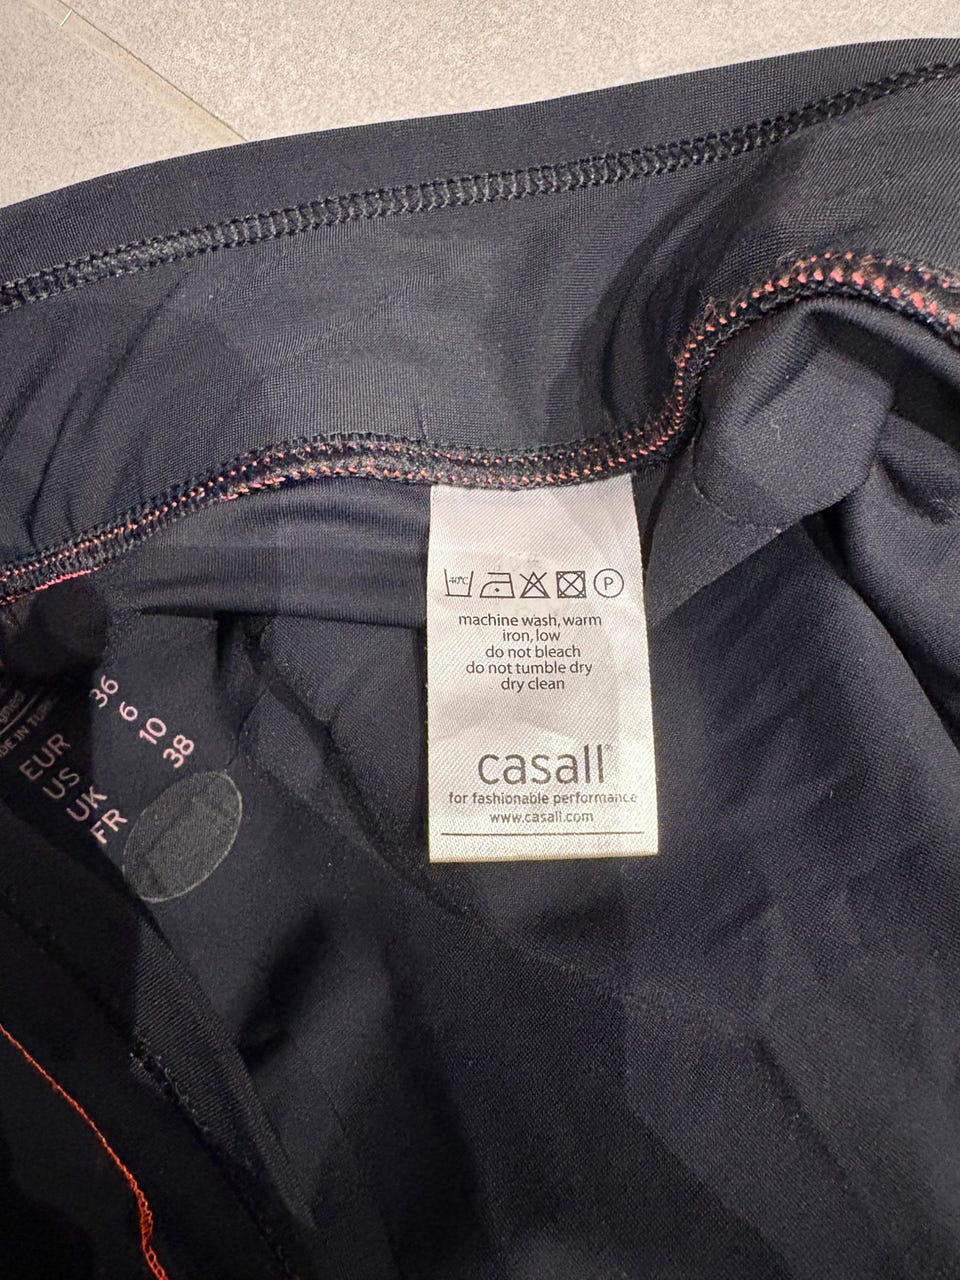 40°C P
machine wash, warm
iron, low
do not bleach
do not tumble dry
dry clean
casall®
for fashionable performance
www.casall.com
EUR 36
US 6
UK 10
FR 38